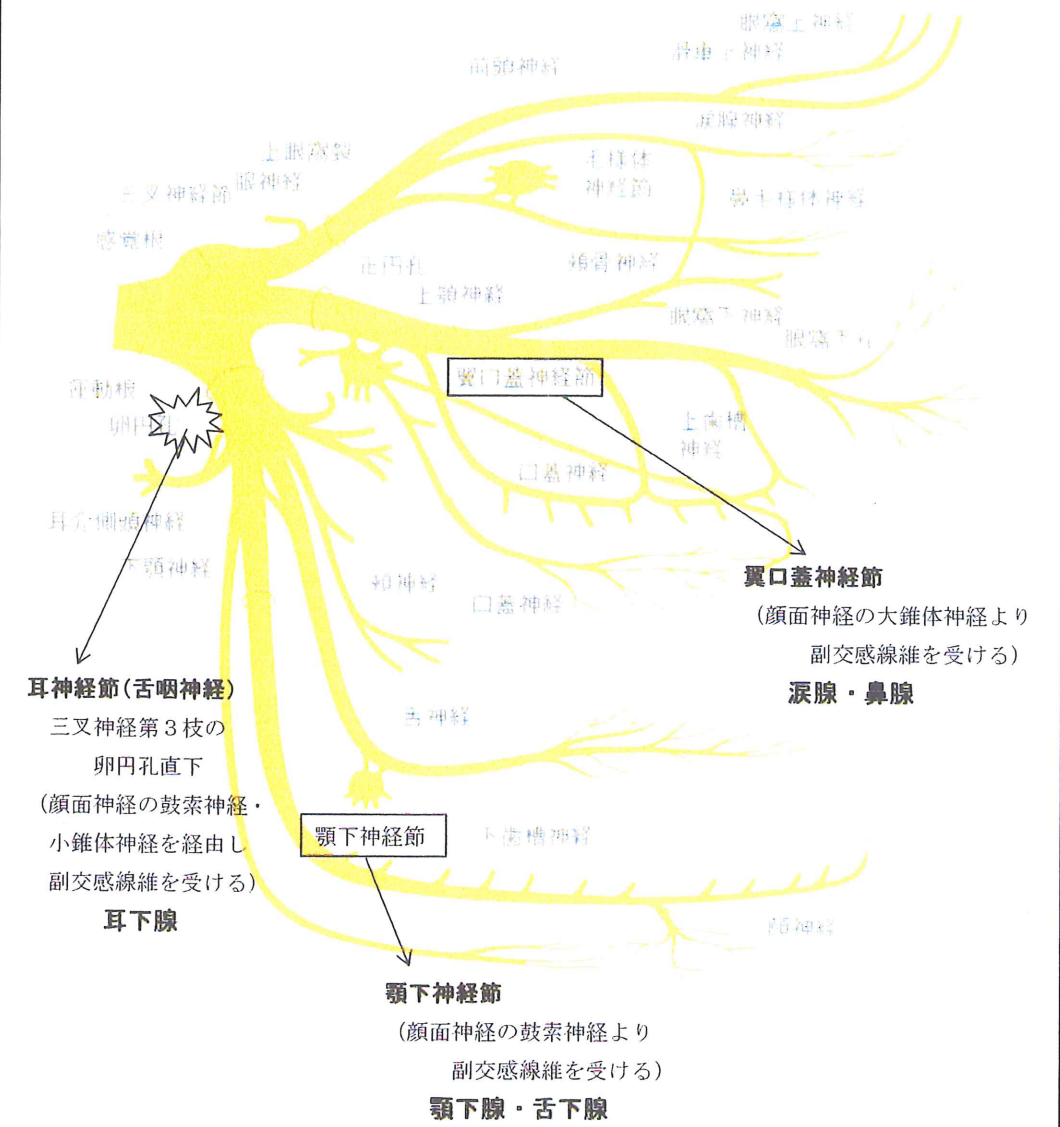 眼窩上神経
滑車上神経
前頭神経
涙腺神経
上眼窩裂
毛様体
神経節
眼神経
三叉神経節
鼻毛様体神経
感覚根
正円孔
頬骨神経
上顎神経
眼窩下神経
眼窩下孔
翼口蓋神経節
運動根
卵円孔
上歯槽
神経
口蓋神経
耳介側頭神経
下顎神経
頬神経
口蓋神経
翼口蓋神経節
(顔面神経の大錐体神経より
副交感線維を受ける)
涙腺・鼻腺
耳神経節(舌咽神経)
三叉神経第3枝の
卵円孔直下
(顔面神経の鼓索神経・
小錐体神経を経由し
副交感線維を受ける)
耳下腺
舌神経
顎下神経節
下歯槽神経
顎下神経節
(顔面神経の鼓索神経より
副交感線維を受ける)
顎下腺・舌下腺